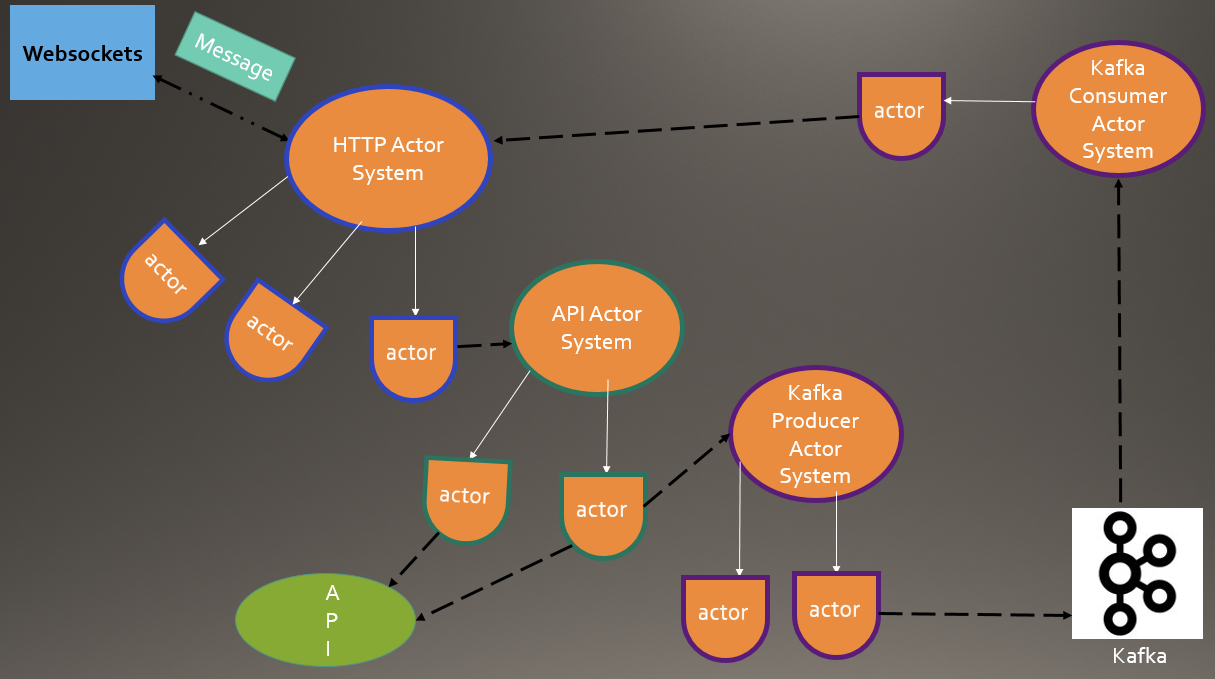 Websockets
Message
HTTP Actor
System
actor
Kafka
Consumer
Actor
System
actor
actor
actor
API Actor
System
Kafka
Producer
Actor
System
actor
actor
actor
actor
A
P
I
Kafka